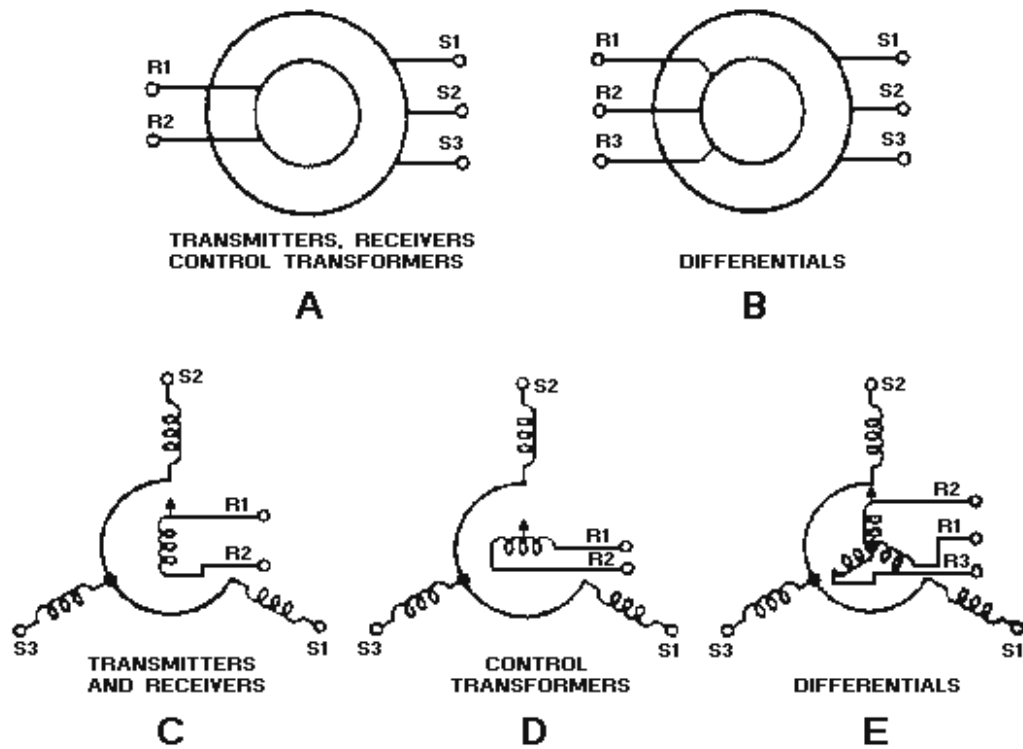 R1
R2
S1
S2
S3
TRANSMITTERS, RECEIVERS
CONTROL TRANSFORMERS
A
R1
R2
R3
S1
S2
S3
DIFFERENTIALS
B
S2
R1
R2
S3
S1
TRANSMITTERS
AND RECEIVERS
C
S2
R1
R2
S3
S1
CONTROL
TRANSFORMERS
D
S2
R2
R1
R3
S3
S1
DIFFERENTIALS
E